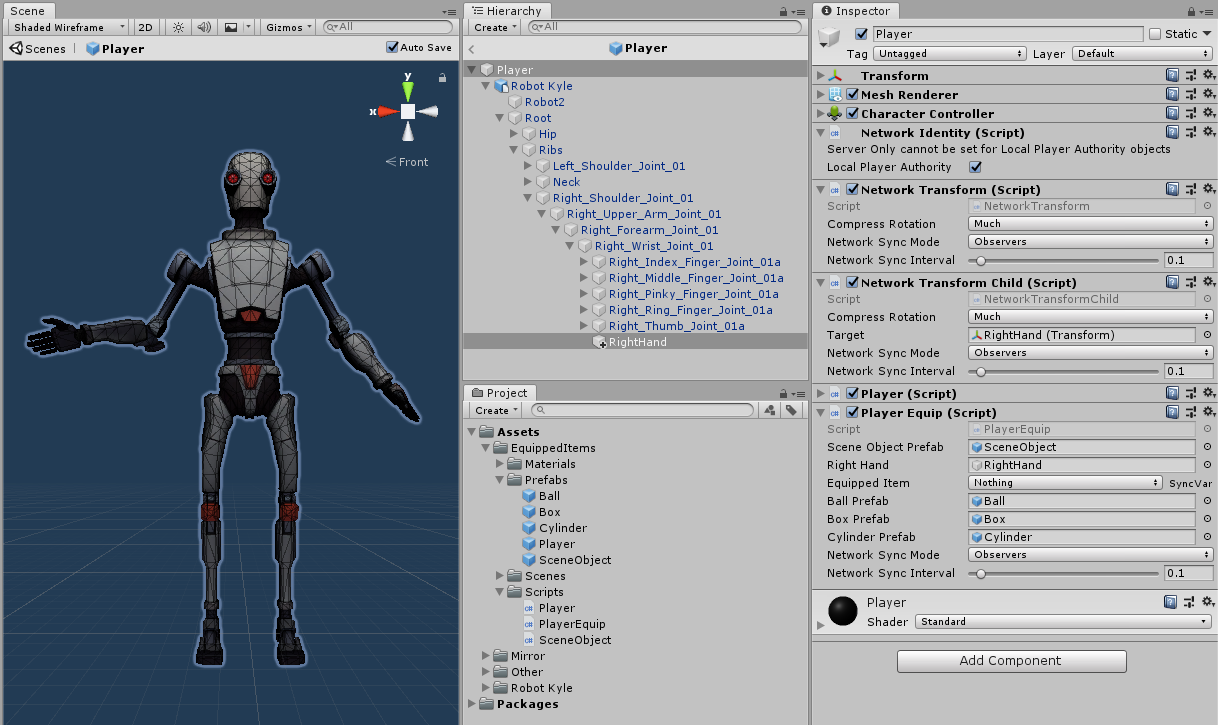 Scene
Shaded Wireframe 2D Gizmos All
Scenes Player Auto Save
y
x
Front
Hierarchy
Create All
Player
Player
Robot Kyle
Robot2
Root
Hip
Ribs
Left_Shoulder_Joint_01
Neck
Right_Shoulder_Joint_01
Right_Upper_Arm_Joint_01
Right_Forearm_Joint_01
Right_Wrist_Joint_01
Right_Index_Finger_Joint_01a
Right_Middle_Finger_Joint_01a
Right_Pinky_Finger_Joint_01a
Right_Ring_Finger_Joint_01a
Right_Thumb_Joint_01a
RightHand
Project
Create
Assets
EquippedItems
Materials
Prefabs
Ball
Box
Cylinder
Player
SceneObject
Scenes
Scripts
Player
PlayerEquip
SceneObject
Mirror
Other
Robot Kyle
Packages
Inspector
Player Static
Tag Untagged Layer Default
Transform
Mesh Renderer
Character Controller
Network Identity (Script)
Server Only cannot be set for Local Player Authority objects
Local Player Authority
Network Transform (Script)
Script NetworkTransform
Compress Rotation Much
Network Sync Mode Observers
Network Sync Interval 0.1
Network Transform Child (Script)
Script NetworkTransformChild
Compress Rotation Much
Target RightHand (Transform)
Network Sync Mode Observers
Network Sync Interval 0.1
Player (Script)
Player Equip (Script)
Script PlayerEquip
Scene Object Prefab SceneObject
Right Hand RightHand
Equipped Item Nothing SyncVar
Ball Prefab Ball
Box Prefab Box
Cylinder Prefab Cylinder
Network Sync Mode Observers
Network Sync Interval 0.1
Player
Shader Standard
Add Component